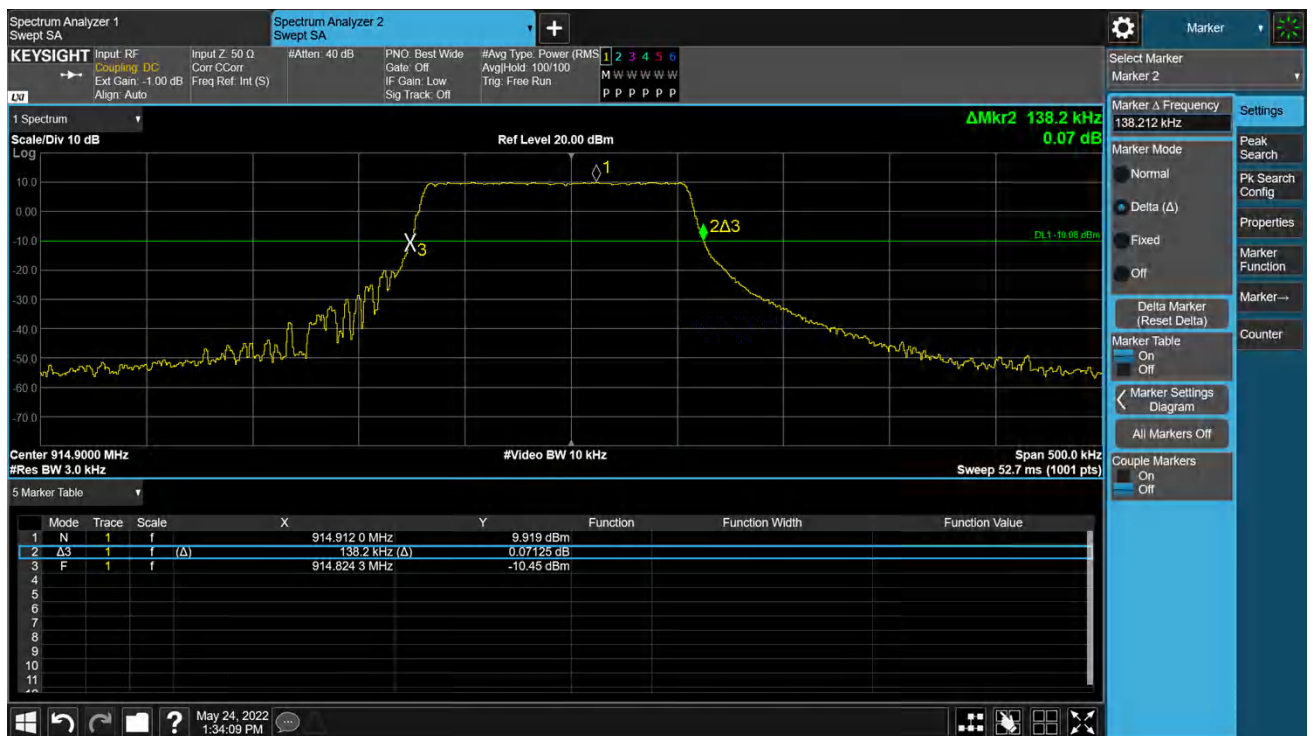 Spectrum Analyzer 1
Swept SA
Spectrum Analyzer 2
Swept SA
Marker
KEYSIGHT
LXI
Input: RF
Coupling: DC
Ext Gain: -1.00 dB
Align: Auto
Input Z: 50 Ω
Corr CCorr
Freq Ref: Int (S)
#Atten: 40 dB
PNO: Best Wide
Gate: Off
IF Gain: Low
Sig Track: Off
#Avg Type: Power (RMS
Avg|Hold: 100/100
Trig: Free Run
1 2 3 4 5 6
M W W W W W
P P P P P P
Select Marker
Marker 2
1 Spectrum
ΔMkr2 138.2 kHz
0.07 dB
Scale/Div 10 dB
Ref Level 20.00 dBm
Log
10.0
0.00
-10.0
-20.0
-30.0
-40.0
-50.0
-60.0
-70.0
1
2Δ3
3
DL1 -10.08 dBm
Center 914.9000 MHz
#Res BW 3.0 kHz
#Video BW 10 kHz
Span 500.0 kHz
Sweep 52.7 ms (1001 pts)
5 Marker Table
Mode Trace Scale X Y Function Function Width Function Value
1 N 1 f 914.912 0 MHz 9.919 dBm
2 Δ3 1 f (Δ) 138.2 kHz (Δ) 0.07125 dB
3 F 1 f 914.824 3 MHz -10.45 dBm
4
5
6
7
8
9
10
11
Marker Δ Frequency
138.212 kHz
Marker Mode
Normal
Delta (Δ)
Fixed
Off
Delta Marker
(Reset Delta)
Marker Table
On
Off
Marker Settings
Diagram
All Markers Off
Couple Markers
On
Off
Settings
Peak
Search
Pk Search
Config
Properties
Marker
Function
Marker→
Counter
?
May 24, 2022
1:34:09 PM